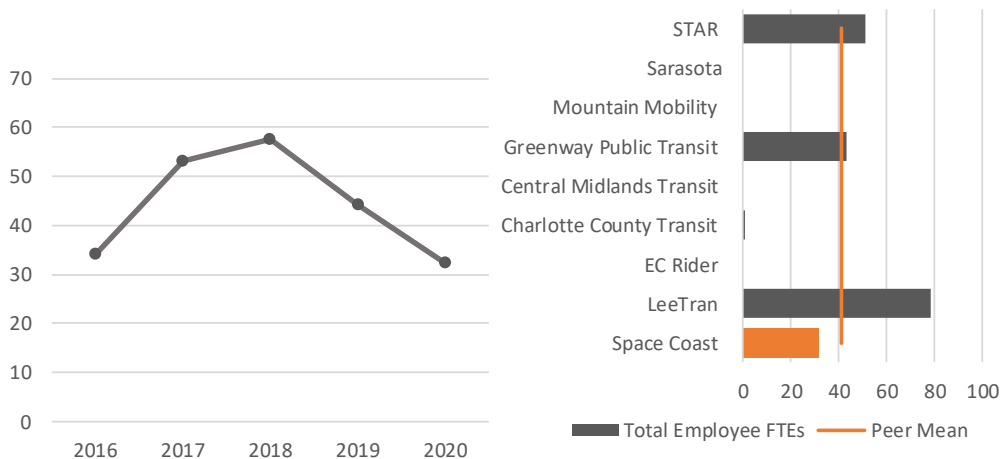 70
60
50
40
30
20
10
0
2016 2017 2018 2019 2020
STAR
Sarasota
Mountain Mobility
Greenway Public Transit
Central Midlands Transit
Charlotte County Transit
EC Rider
LeeTran
Space Coast
0 20 40 60 80 100
Total Employee FTEs Peer Mean